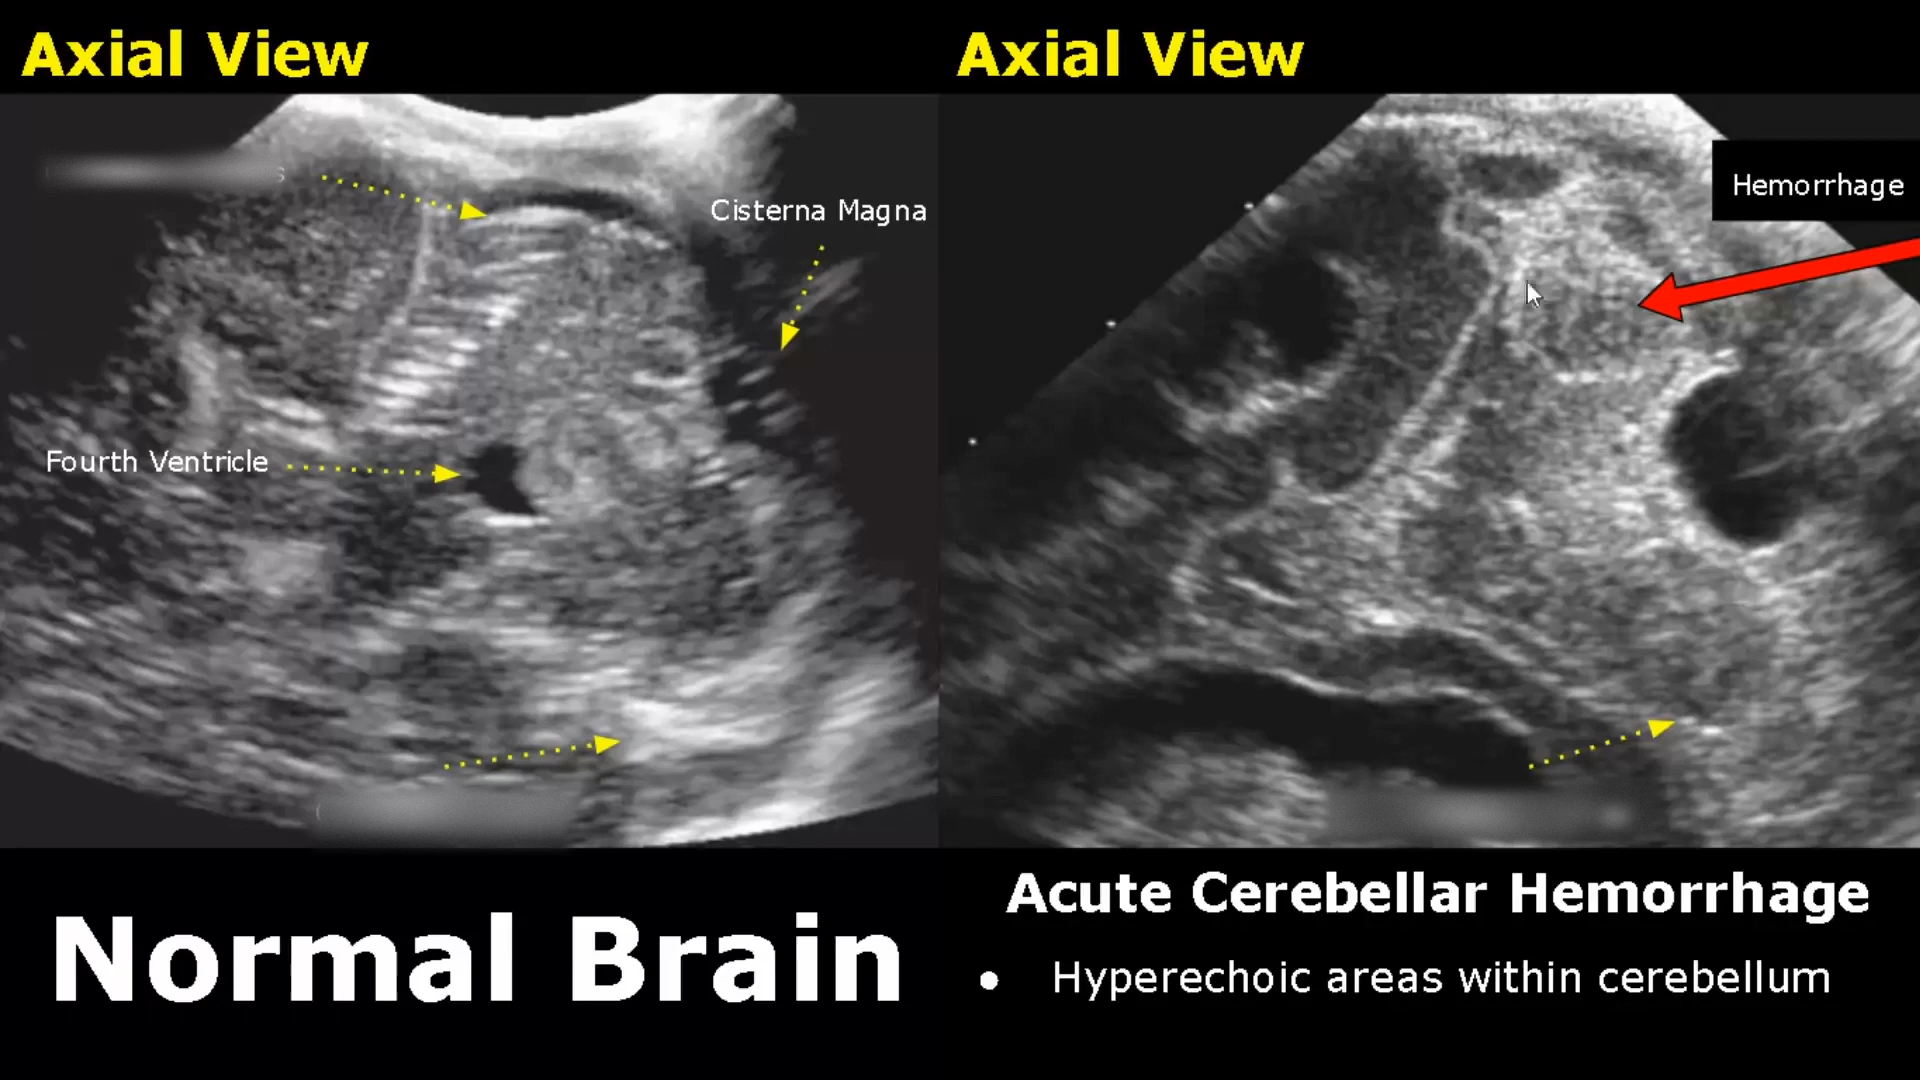 Axial View
Axial View
Hemorrhage
Cisterna Magna
Fourth Ventricle
Normal Brain
Acute Cerebellar Hemorrhage
• Hyperechoic areas within cerebellum